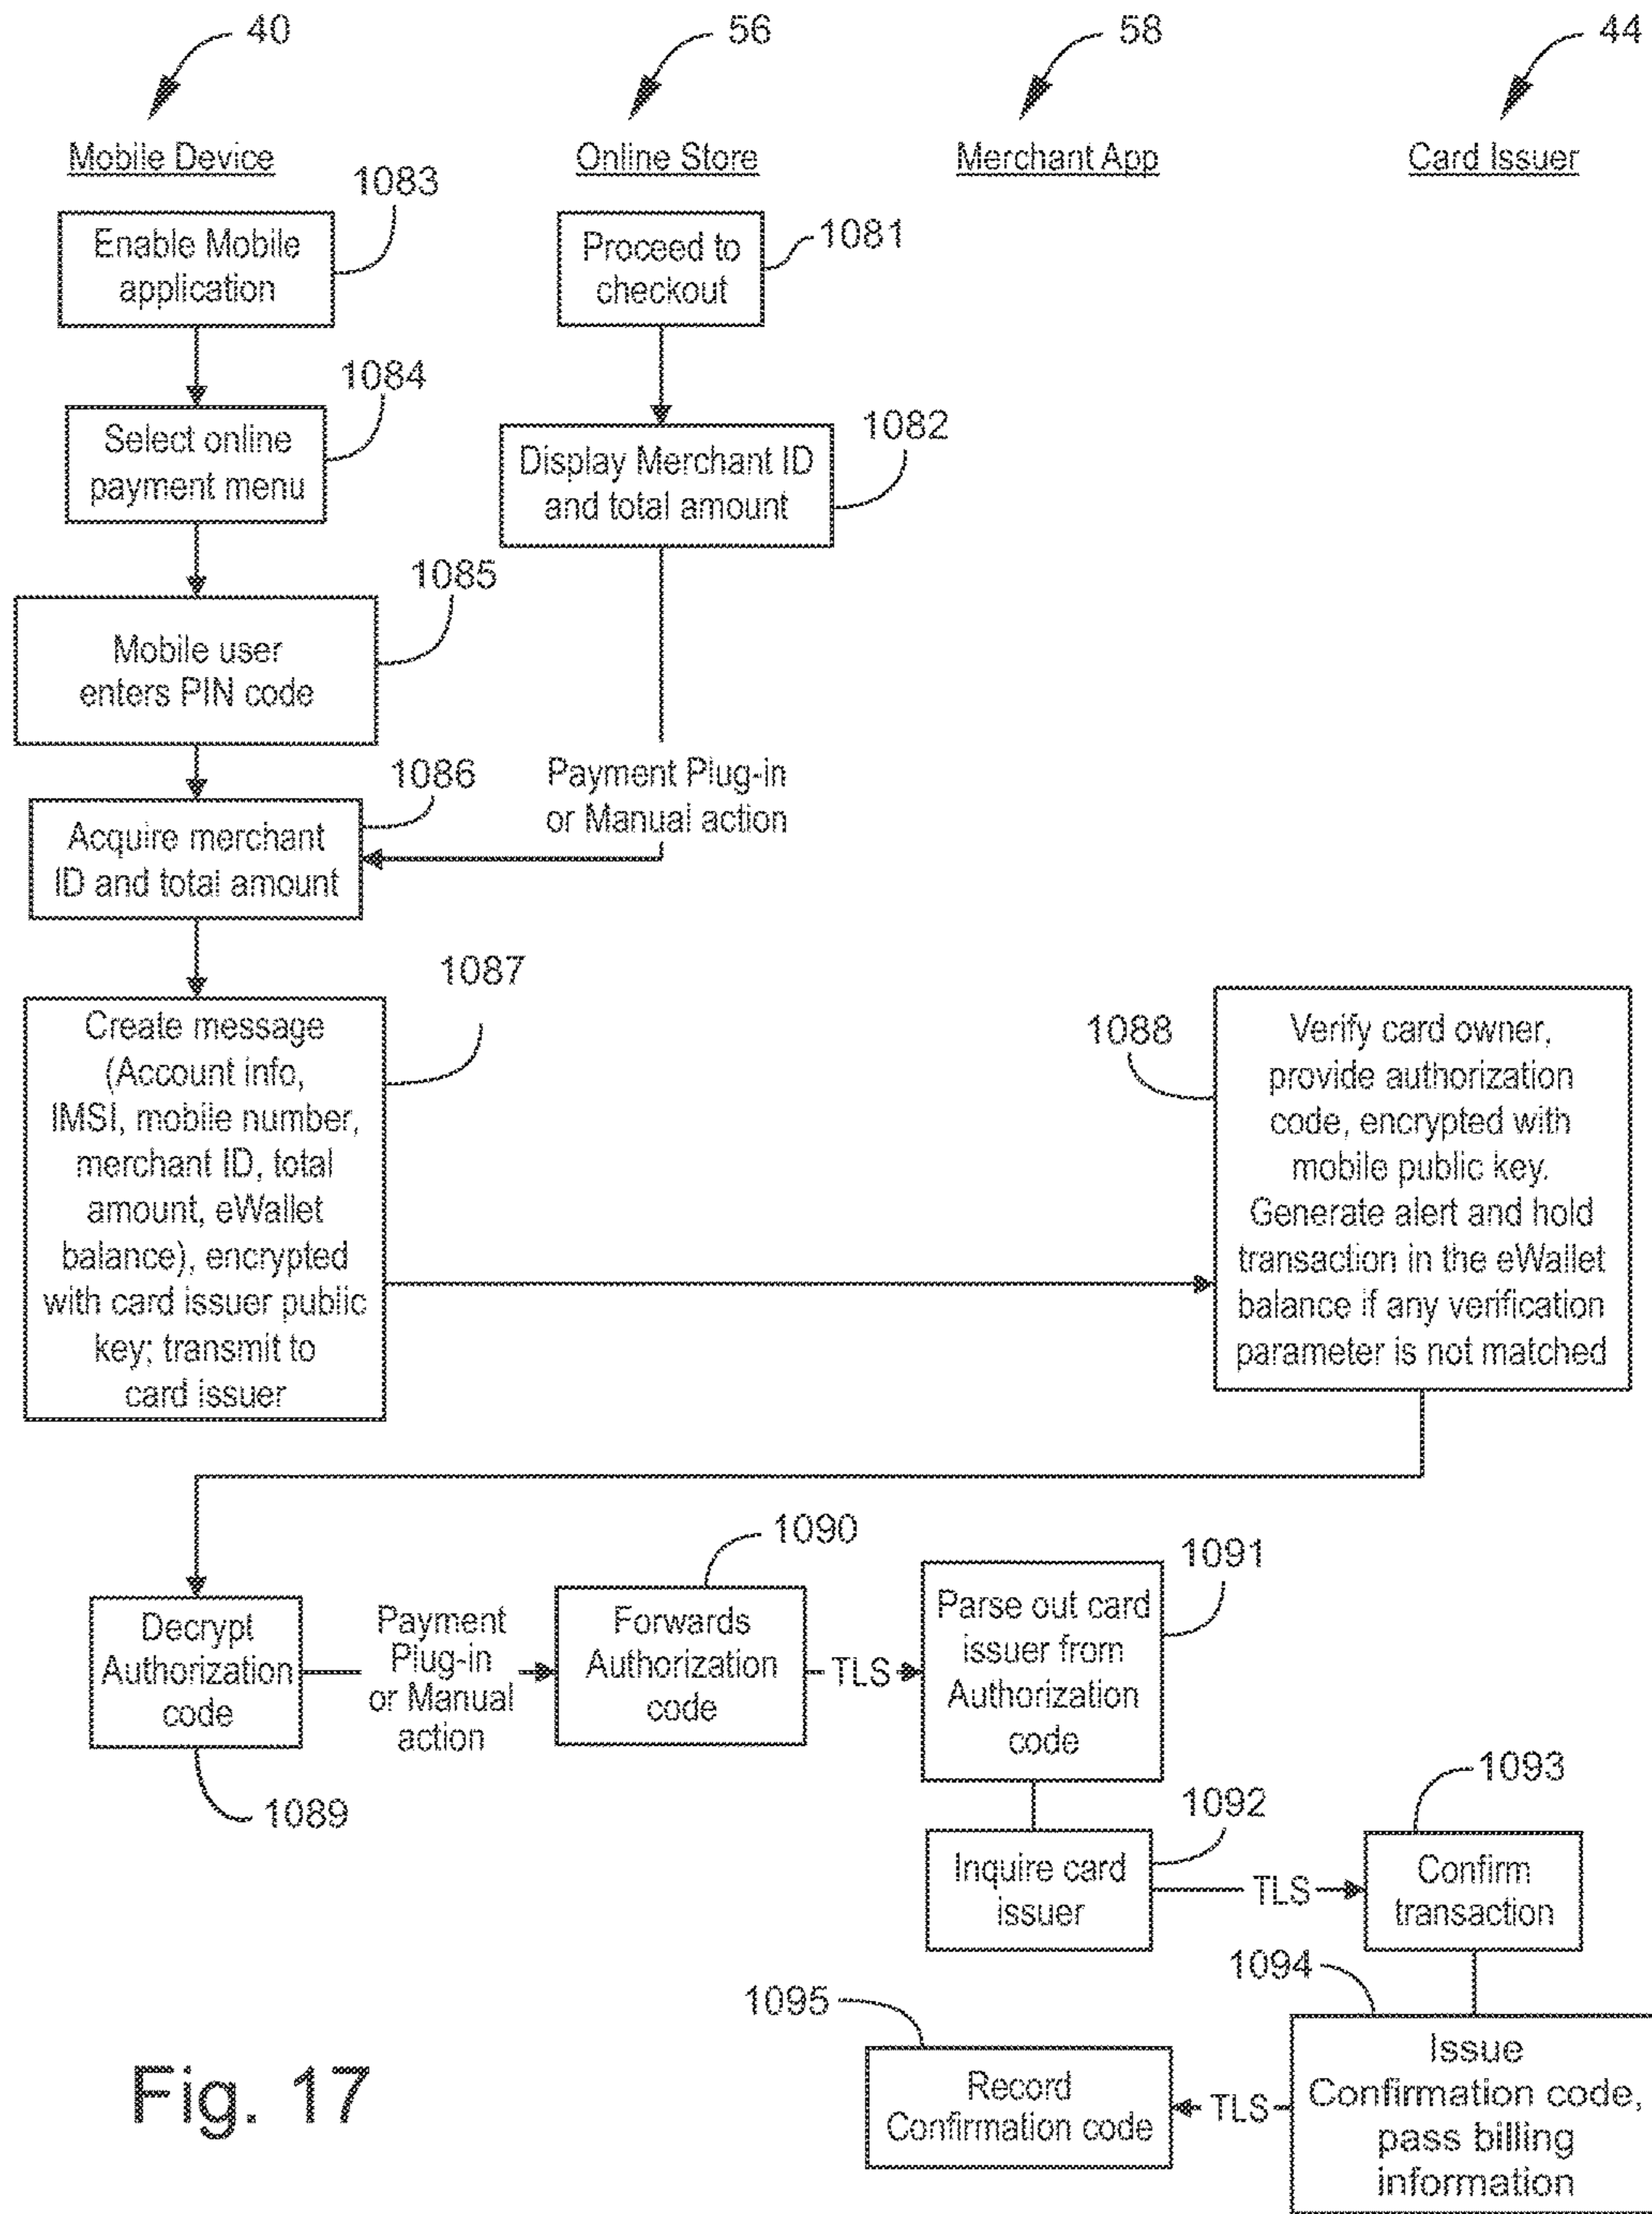 40
56
58
44
Mobile Device
Online Store
Merchant App
Card Issuer
1083
Enable Mobile
application
1081
Proceed to
checkout
1084
Select online
payment menu
1082
Display Merchant ID
and total amount
1085
Mobile user
enters PIN code
1086
Acquire merchant
ID and total amount
Payment Plug-in
or Manual action
1087
Create message
(Account info,
IMSI, mobile number,
merchant ID, total
amount, eWallet
balance), encrypted
with card issuer public
key; transmit to
card issuer
1088
Verify card owner,
provide authorization
code, encrypted with
mobile public key.
Generate alert and hold
transaction in the eWallet
balance if any verification
parameter is not matched
Decrypt
Authorization
code
1089
Payment
Plug-in
or Manual
action
1090
Forwards
Authorization
code
TLS
1091
Parse out card
issuer from
Authorization
code
1092
Inquire card
issuer
TLS
1093
Confirm
transaction
1094
Issue
Confirmation code,
pass billing
information
TLS
1095
Record
Confirmation code
Fig. 17